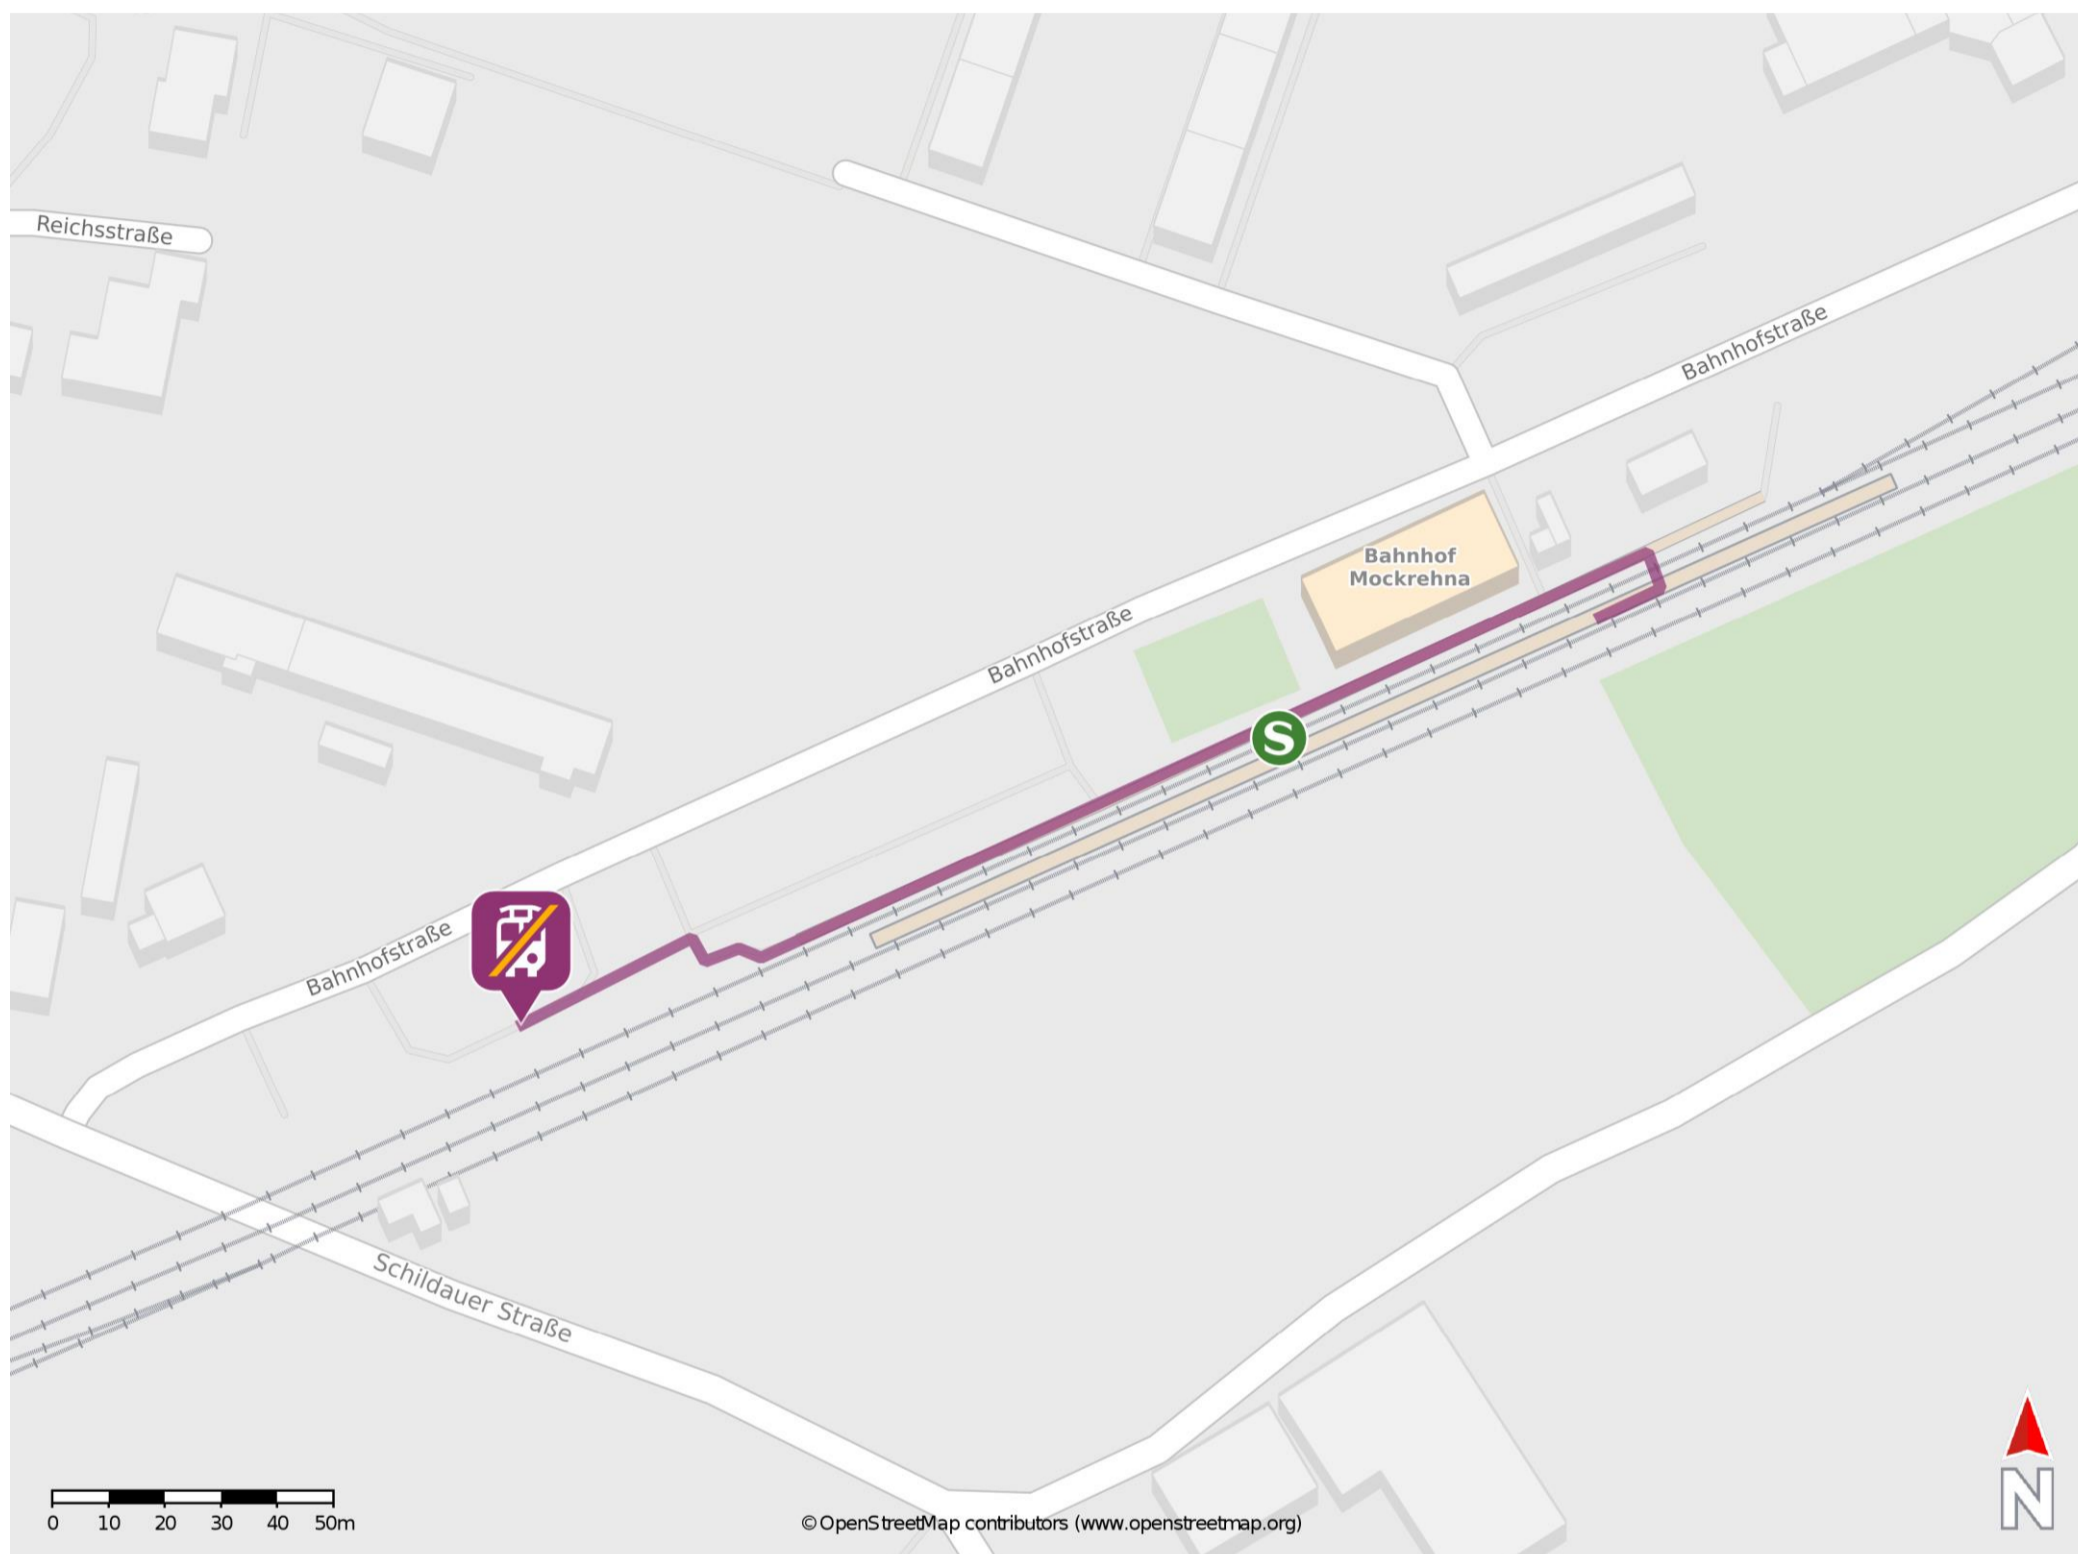 Reichsstraße
Bahnhofstraße
Bahnhof
Mockrehna
Bahnhofstraße
S
Bahnhofstraße
Schildauer Straße
N
0 10 20 30 40 50m
© OpenStreetMap contributors (www.openstreetmap.org)